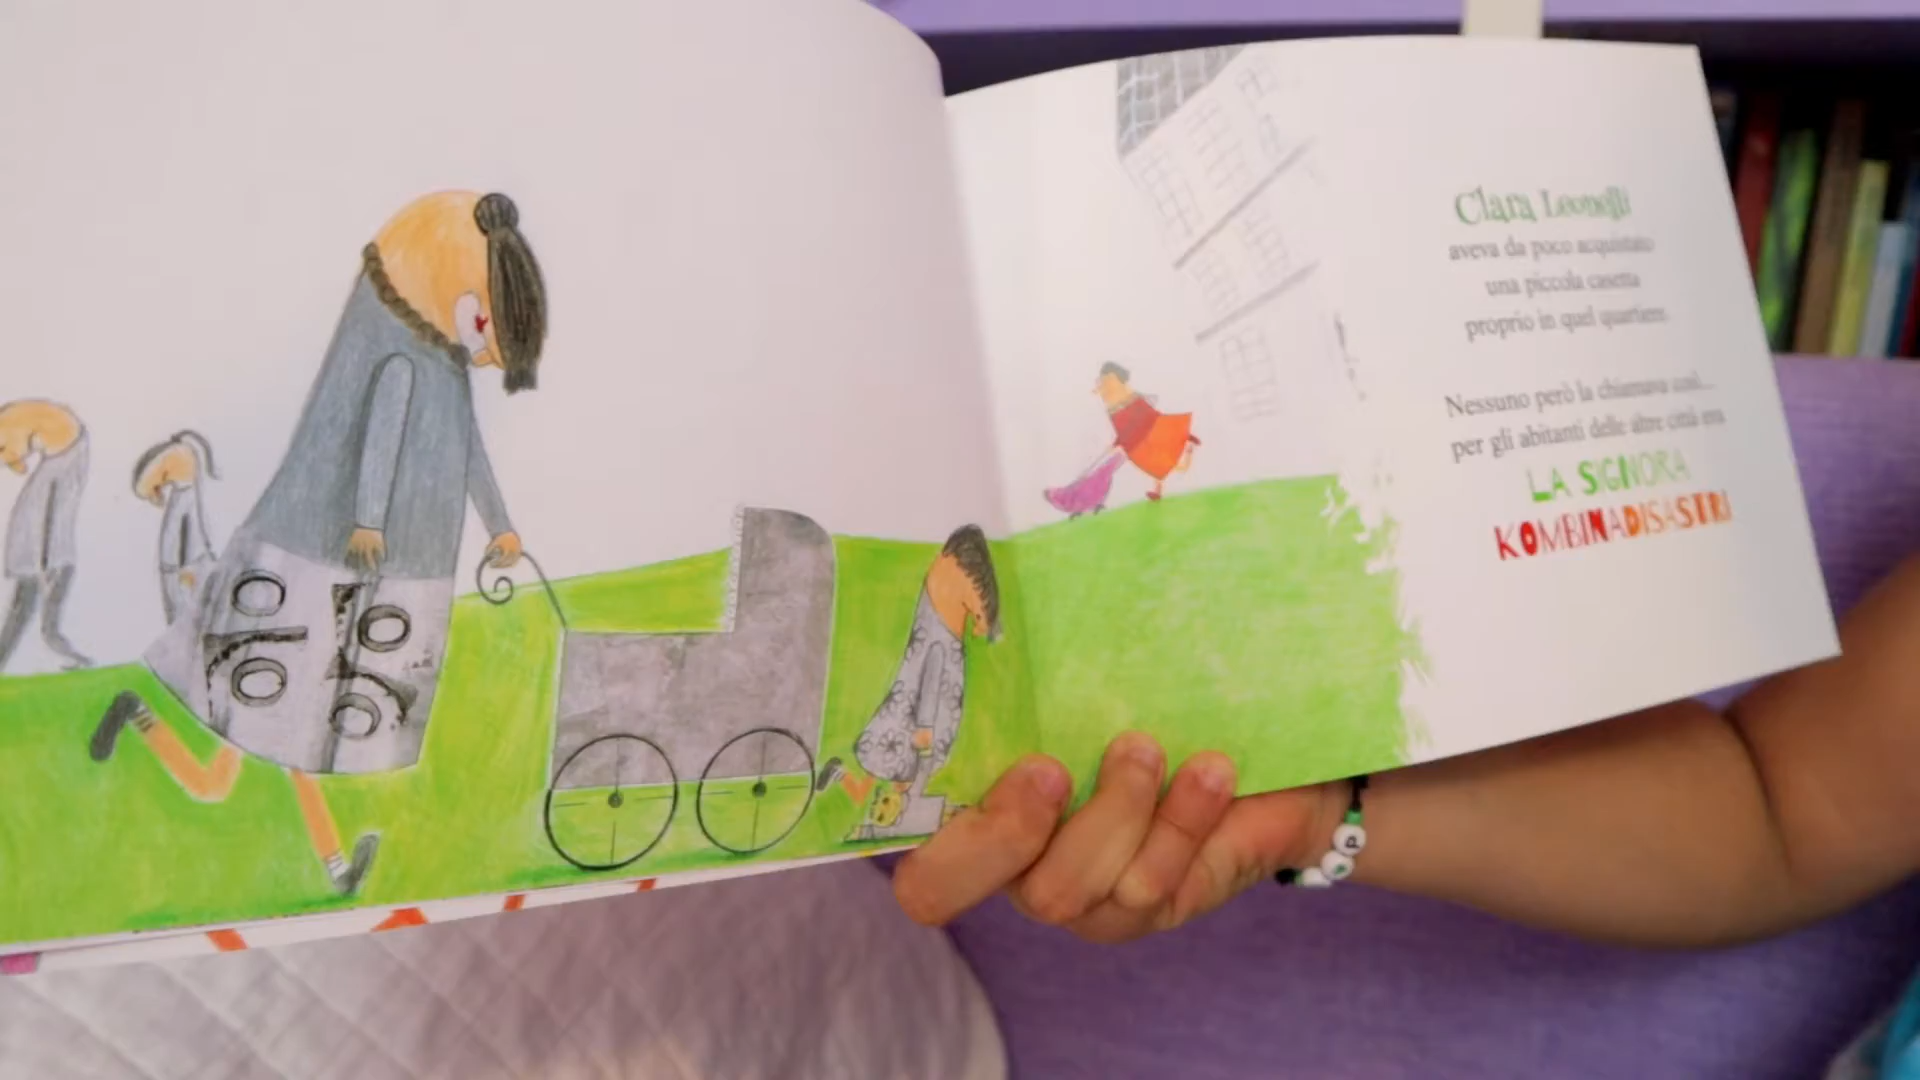 Clara Leonelli
aveva da poco acquistato
una piccola casetta
proprio in quel quartiere.
Nessuno però la chiamava così...
per gli abitanti delle altre città era
LA SIGNORA
KOMBINADISASTRI